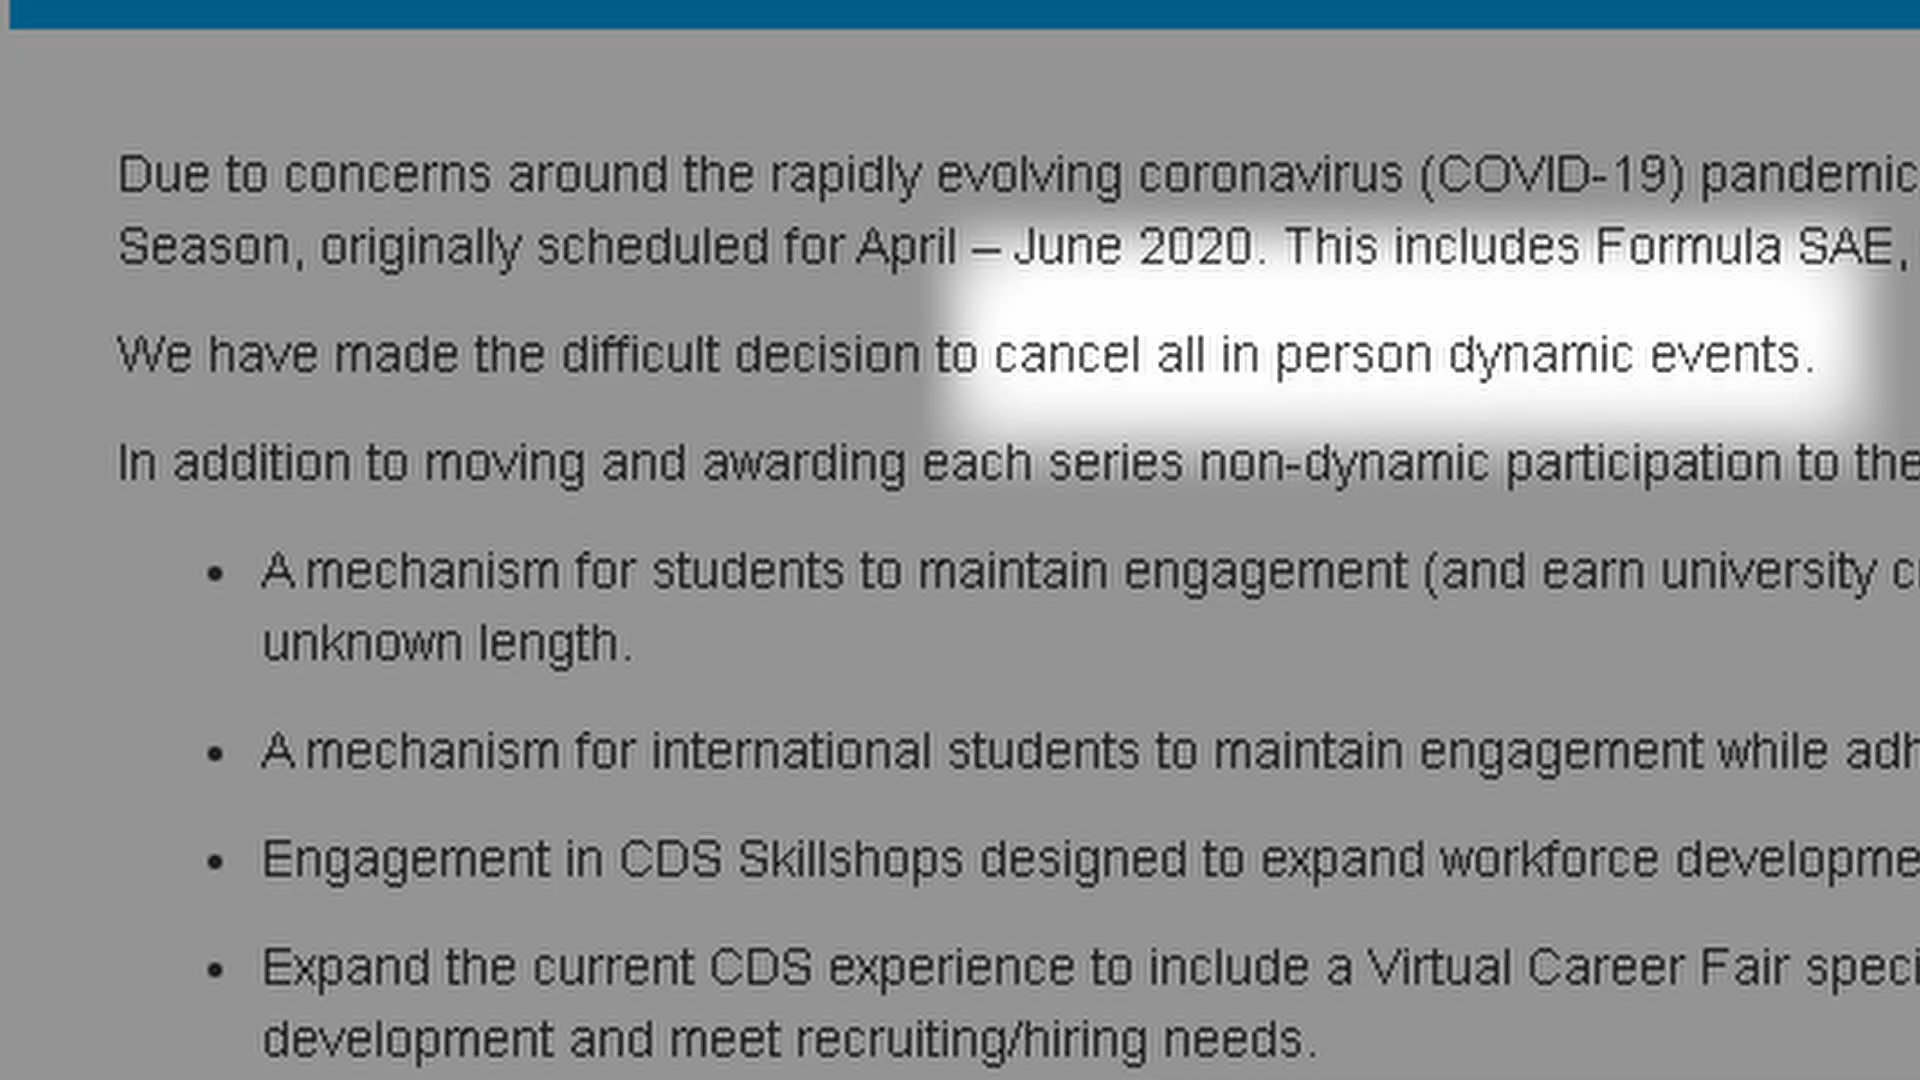 Due to concerns around the rapidly evolving coronavirus (COVID-19) pandemic
Season, originally scheduled for April – June 2020. This includes Formula SAE,
We have made the difficult decision to cancel all in person dynamic events.
In addition to moving and awarding each series non-dynamic participation to the
• A mechanism for students to maintain engagement (and earn university
unknown length.
• A mechanism for international students to maintain engagement while
• Engagement in CDS Skillshops designed to expand workforce
• Expand the current CDS experience to include a Virtual Career Fair
development and meet recruiting/hiring needs.